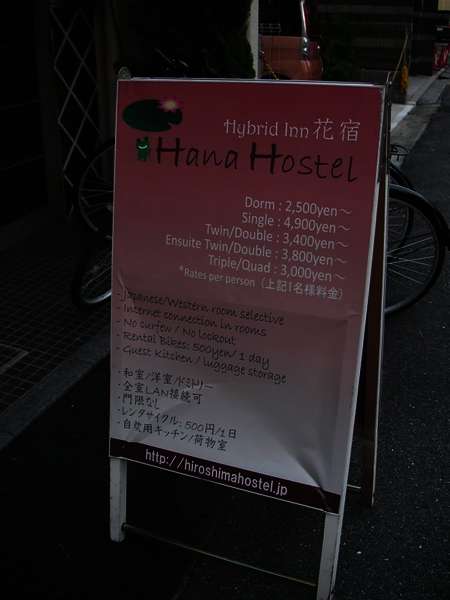 Hybrid Inn 花宿
Hana Hostel
Dorm : 2,500yen～
Single : 4,900yen～
Twin/Double : 3,400yen～
Ensuite Twin/Double : 3,800yen～
Triple/Quad : 3,000yen～
*Rates per person（上記1名様料金）
- Japanese/Western room selective
- Internet connection in rooms
- No curfew / No lockout
- Rental Bikes: 500yen/ 1 day
- Guest Kitchen / luggage storage
・和室/洋室/ドミトリー
・全室LAN接続可
・門限なし
・レンタサイクル: 500円/1日
・自炊用キッチン/荷物室
http://hiroshimahostel.jp